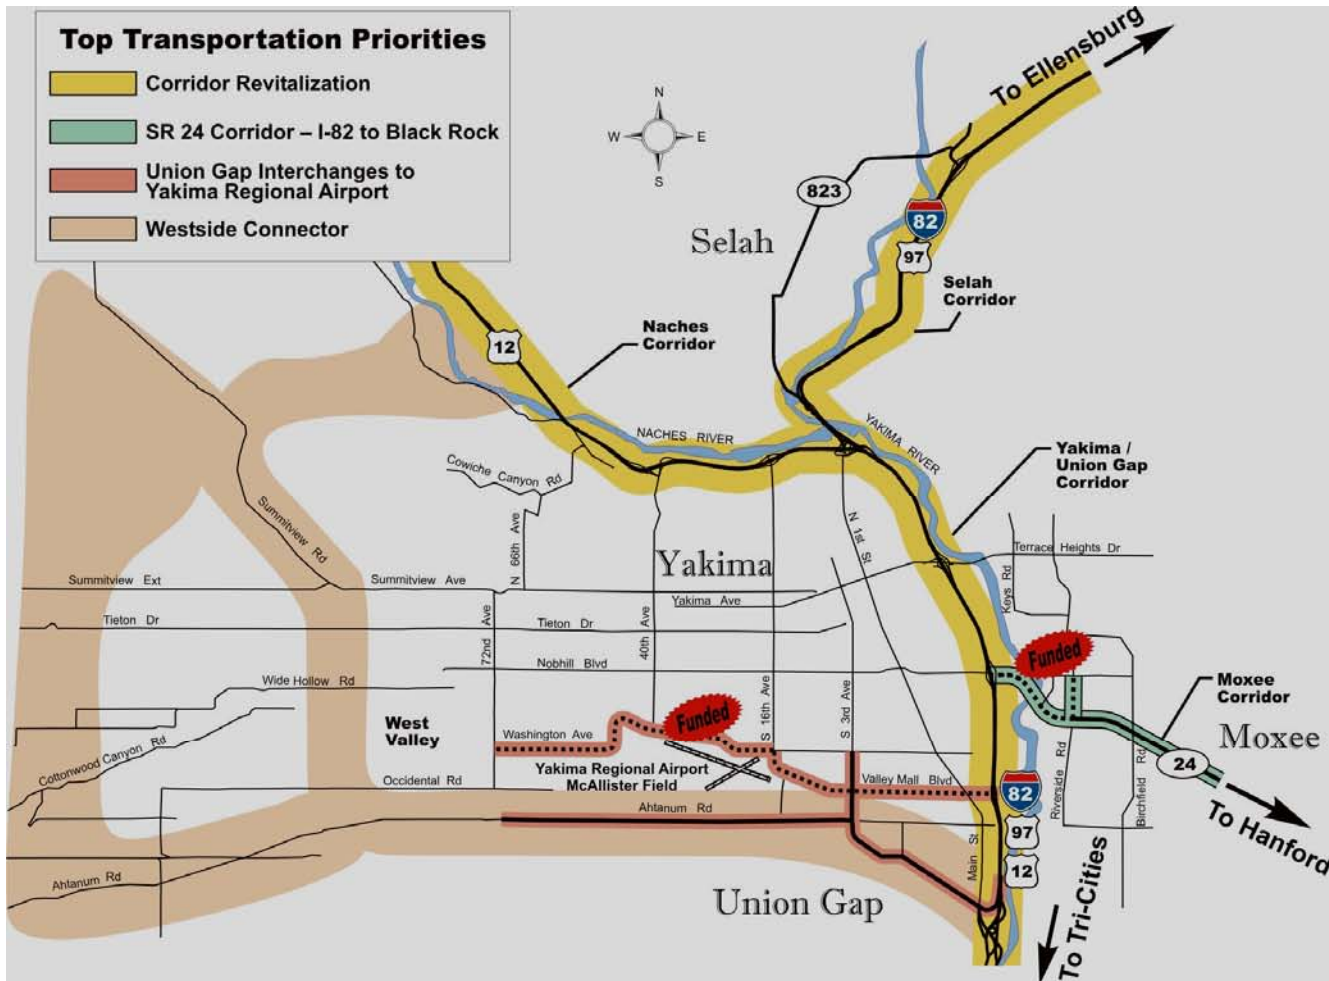 Top Transportation Priorities
Corridor Revitalization
SR 24 Corridor – I-82 to Black Rock
Union Gap Interchanges to
Yakima Regional Airport
Westside Connector
N
W
E
S
To Ellensburg
823
82
97
Selah
Selah
Corridor
12
Naches
Corridor
NACHES RIVER
YAKIMA RIVER
Yakima /
Union Gap
Corridor
Cowiche Canyon Rd
Summitview Rd
N 66th Ave
N 1st St
Yakima
Terrace Heights Dr
Keys Rd
Summitview Ext
Summitview Ave
Yakima Ave
Tieton Dr
Tieton Dr
72nd Ave
40th Ave
Nobhill Blvd
Funded
Wide Hollow Rd
S 16th Ave
S 3rd Ave
Moxee
Corridor
Moxee
West
Valley
Funded
Washington Ave
Cottonwood Canyon Rd
Yakima Regional Airport
McAllister Field
Occidental Rd
Valley Mall Blvd
Riverside Rd
Birchfield Rd
24
To Hanford
82
97
12
Ahtanum Rd
Main St
Ahtanum Rd
Union Gap
To Tri-Cities